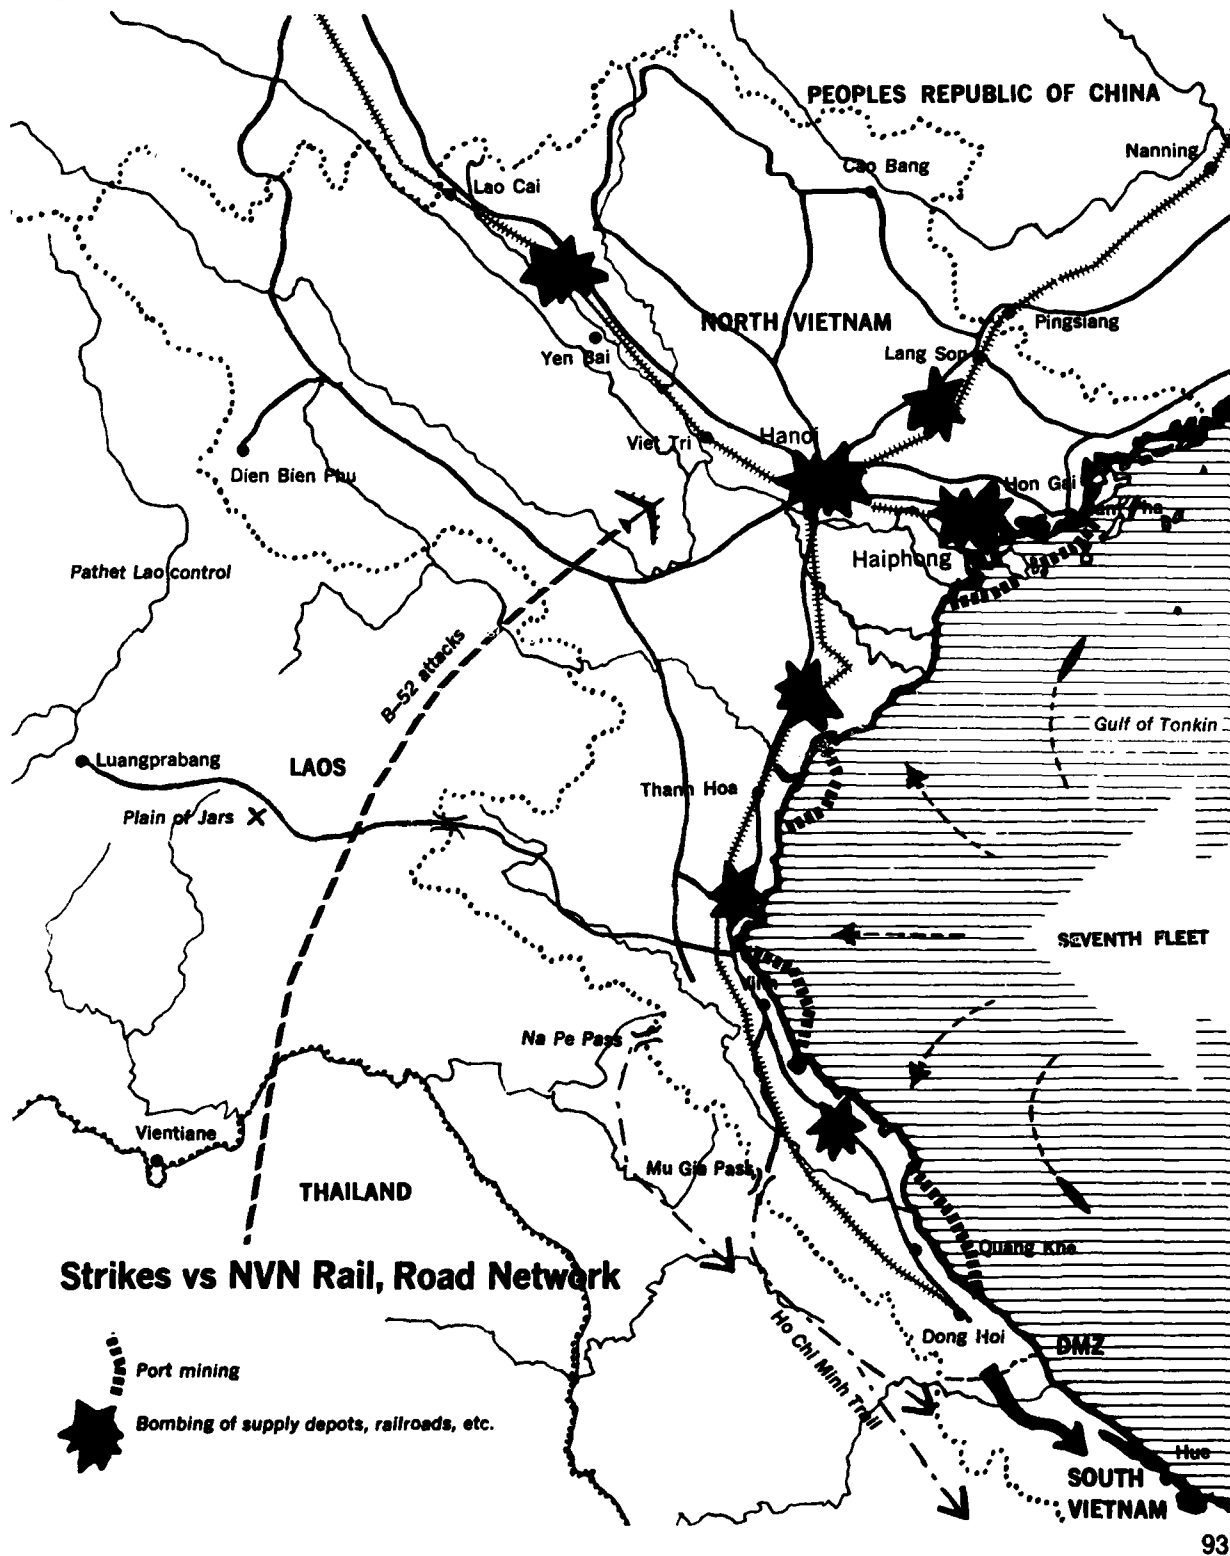 PEOPLES REPUBLIC OF CHINA
Nanning
Cao Bang
Lao Cai
NORTH VIETNAM
Pingsiang
Lang Son
Yen Bai
Viet Tri
Hanoi
Dien Bien Phu
Hon Gai
Haiphong
Pathet Lao control
B-52 attacks
Gulf of Tonkin
Luangprabang
LAOS
Thanh Hoa
Plain of Jars
SEVENTH FLEET
Vinh
Na Pe Pass
Vientiane
Mu Gia Pass
THAILAND
Quang Khe
Strikes vs NVN Rail, Road Network
Dong Hoi
DMZ
Ho Chi Minh Trail
Port mining
Bombing of supply depots, railroads, etc.
Hue
SOUTH
VIETNAM
93